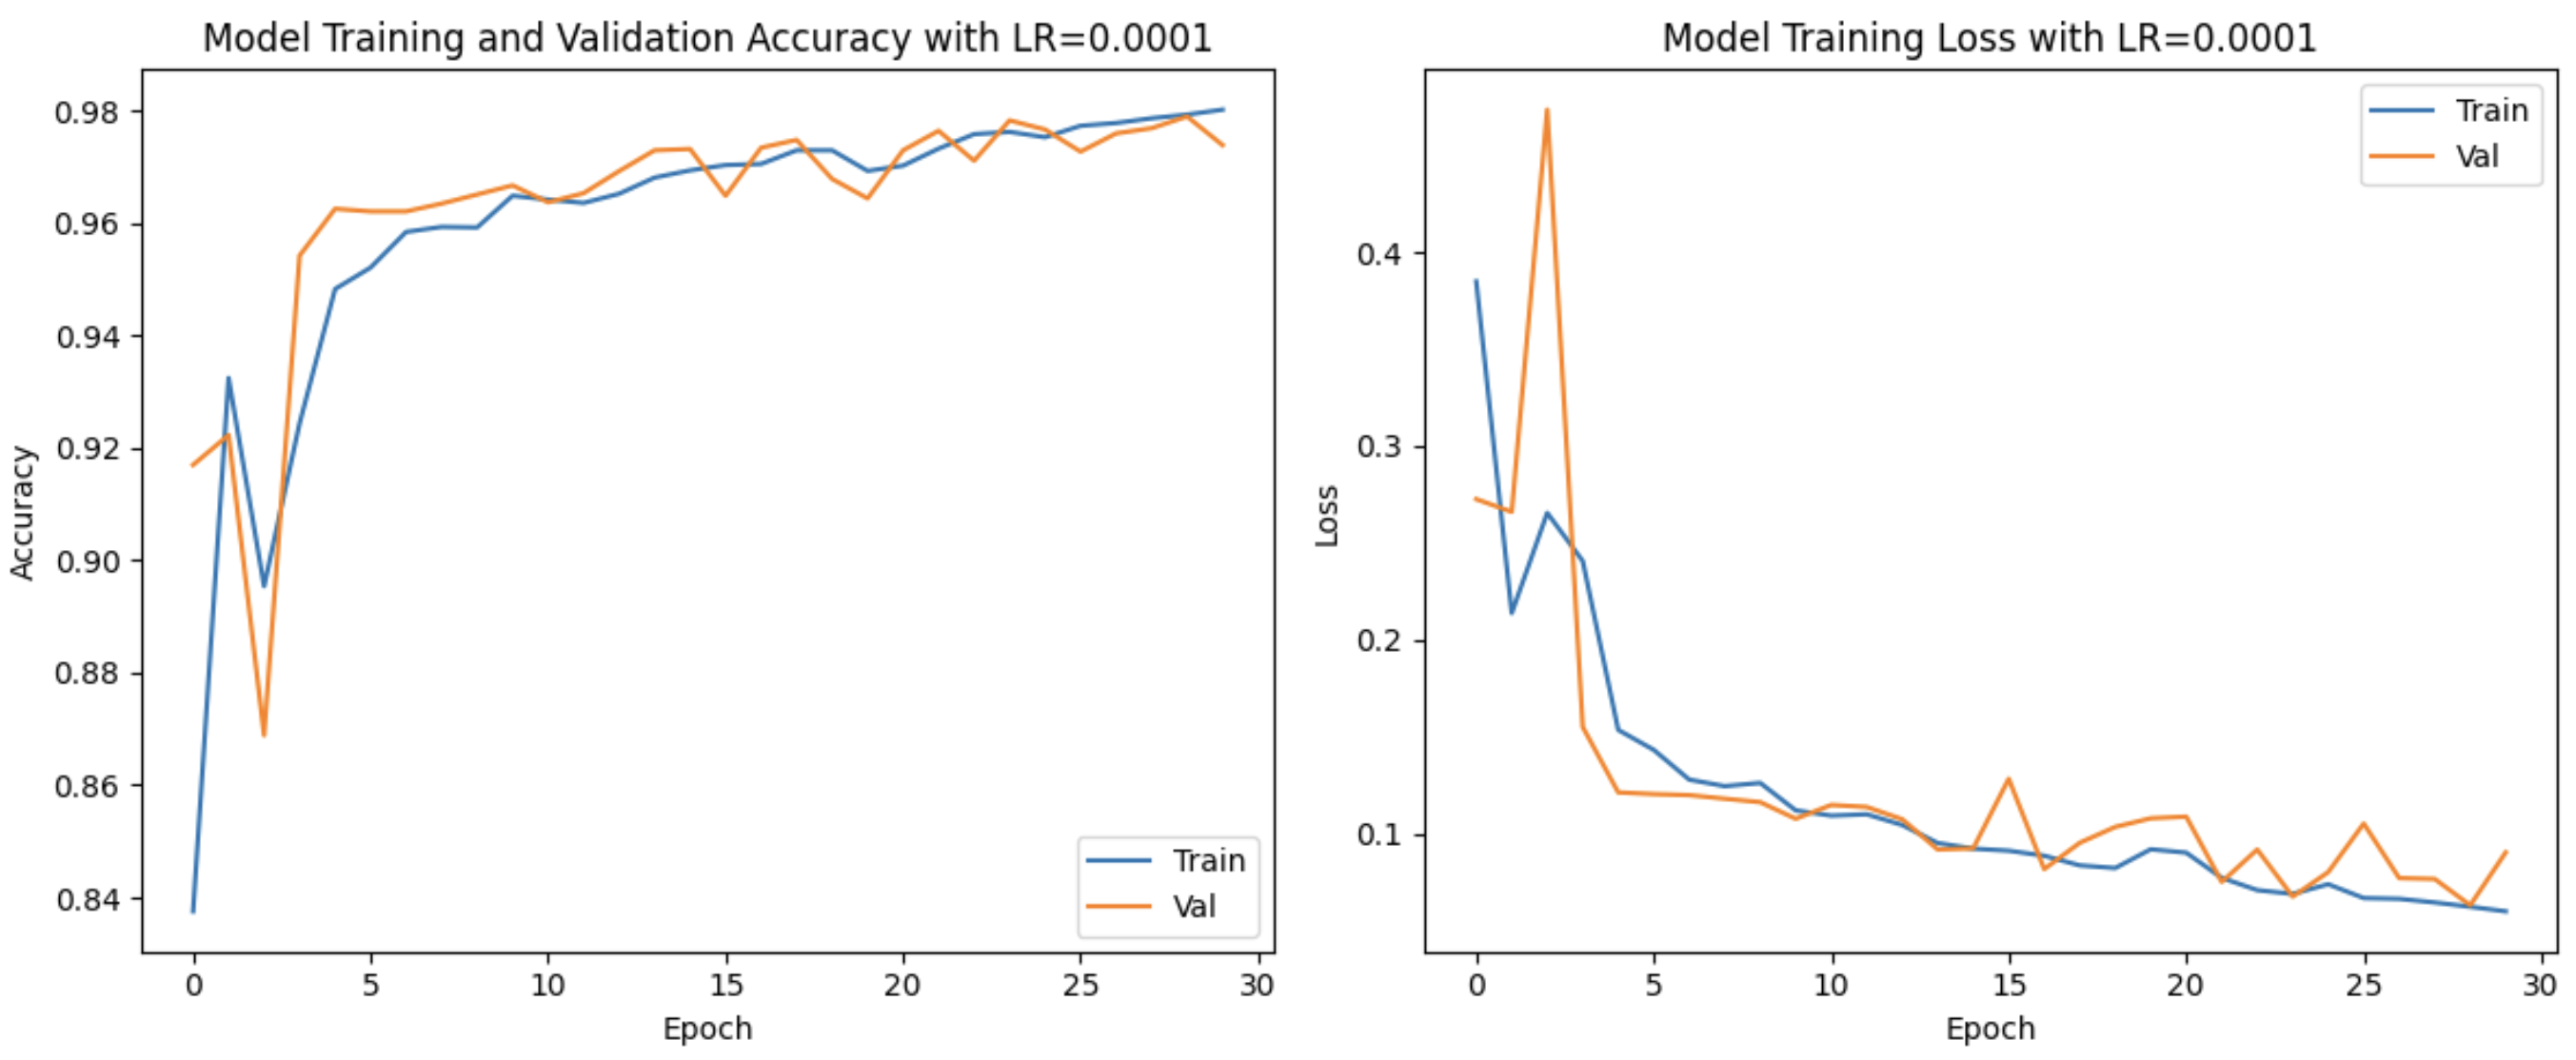 Model Training and Validation Accuracy with LR=0.0001
0.98
0.96
0.94
0.92
0.90
0.88
0.86
0.84
Accuracy
Train
Val
0 5 10 15 20 25 30
Epoch
Model Training Loss with LR=0.0001
Train
Val
0.4
0.3
0.2
0.1
Loss
0 5 10 15 20 25 30
Epoch